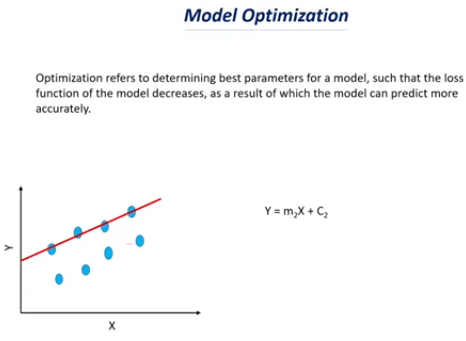 Model Optimization
Optimization refers to determining best parameters for a model, such that the loss
function of the model decreases, as a result of which the model can predict more
accurately.
Y = m₂X + C₂
Y
X